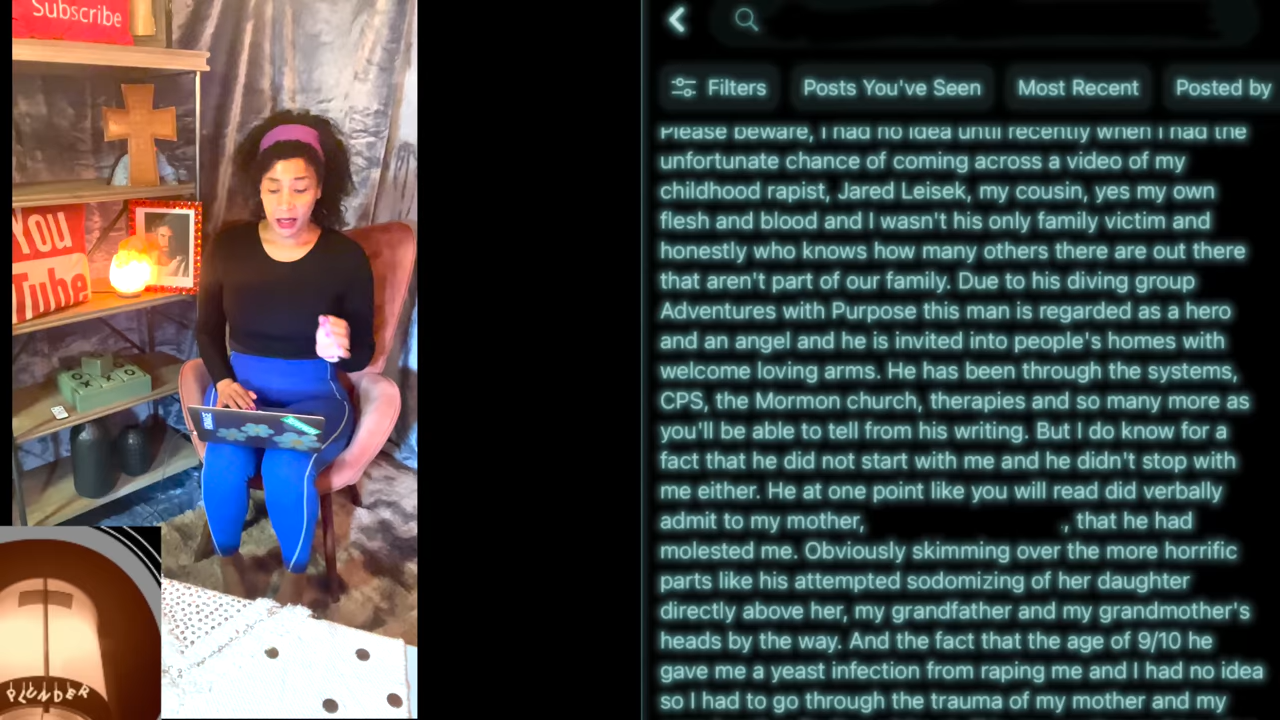 Subscribe
You
Tube
PLUNDER
Filters
Posts You've Seen
Most Recent
Posted by
Please beware, I had no idea until recently when I had the
unfortunate chance of coming across a video of my
childhood rapist, Jared Leisek, my cousin, yes my own
flesh and blood and I wasn't his only family victim and
honestly who knows how many others there are out there
that aren't part of our family. Due to his diving group
Adventures with Purpose this man is regarded as a hero
and an angel and he is invited into people's homes with
welcome loving arms. He has been through the systems,
CPS, the Mormon church, therapies and so many more as
you'll be able to tell from his writing. But I do know for a
fact that he did not start with me and he didn't stop with
me either. He at one point like you will read did verbally
admit to my mother, , that he had
molested me. Obviously skimming over the more horrific
parts like his attempted sodomizing of her daughter
directly above her, my grandfather and my grandmother's
heads by the way. And the fact that the age of 9/10 he
gave me a yeast infection from raping me and I had no idea
so I had to go through the trauma of my mother and my